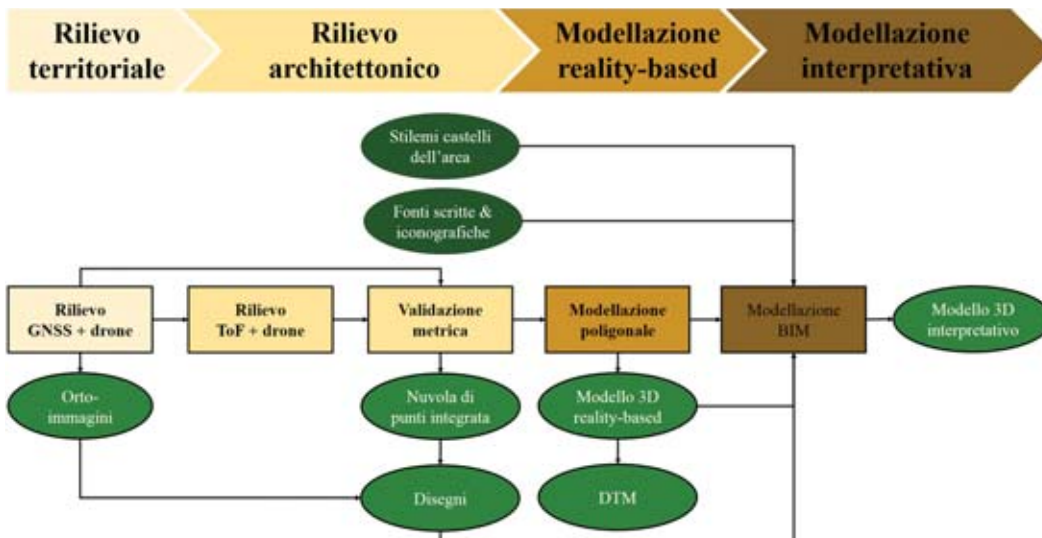 Rilievo
territoriale
Rilievo
architettonico
Modellazione
reality-based
Modellazione
interpretativa
Stilemi castelli
dell'area
Fonti scritte &
iconografiche
Rilievo
GNSS + drone
Rilievo
ToF + drone
Validazione
metrica
Modellazione
poligonale
Modellazione
BIM
Modello 3D
interpretativo
Orto-
immagini
Nuvola di
punti integrata
Modello 3D
reality-based
Disegni
DTM